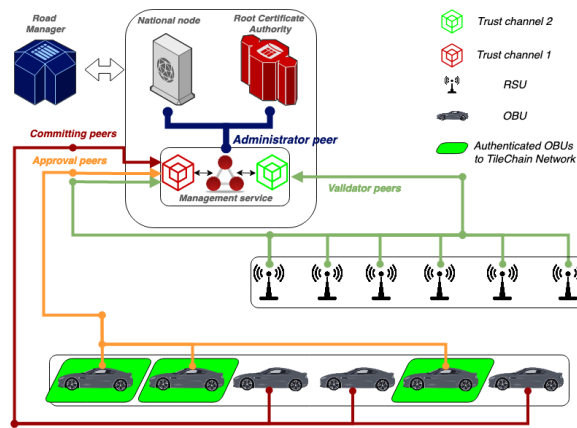 Road
Manager
National node
Root Certificate
Authority
Trust channel 2
Trust channel 1
RSU
OBU
Authenticated OBUs
to TileChain Network
Committing peers
Administrator peer
Approval peers
Validator peers
Management service